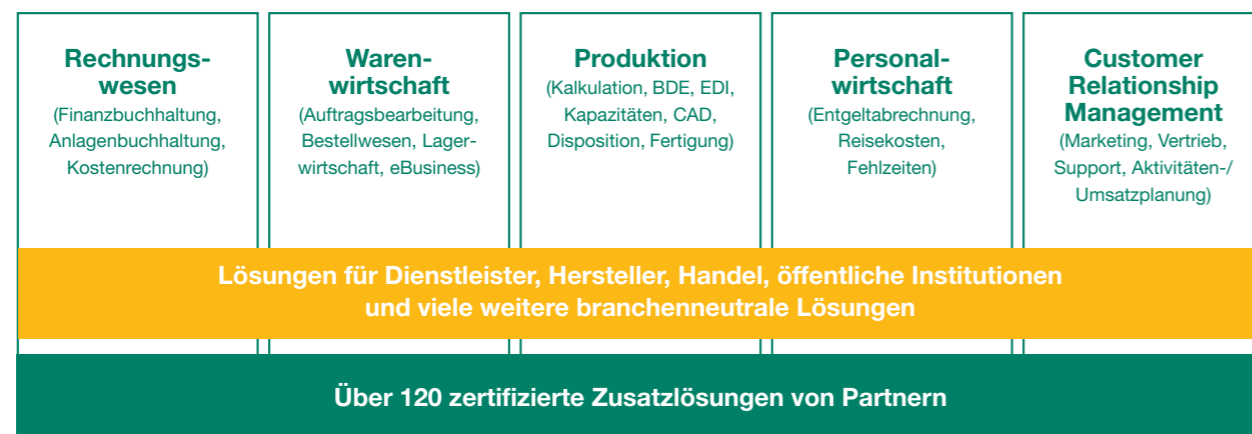 Rechnungs-
wesen
(Finanzbuchhaltung,
Anlagenbuchhaltung,
Kostenrechnung)
Waren-
wirtschaft
(Auftragsbearbeitung,
Bestellwesen, Lager-
wirtschaft, eBusiness)
Produktion
(Kalkulation, BDE, EDI,
Kapazitäten, CAD,
Disposition, Fertigung)
Personal-
wirtschaft
(Entgeltabrechnung,
Reisekosten,
Fehlzeiten)
Customer
Relationship
Management
(Marketing, Vertrieb,
Support, Aktivitäten-/
Umsatzplanung)
Lösungen für Dienstleister, Hersteller, Handel, öffentliche Institutionen
und viele weitere branchenneutrale Lösungen
Über 120 zertifizierte Zusatzlösungen von Partnern